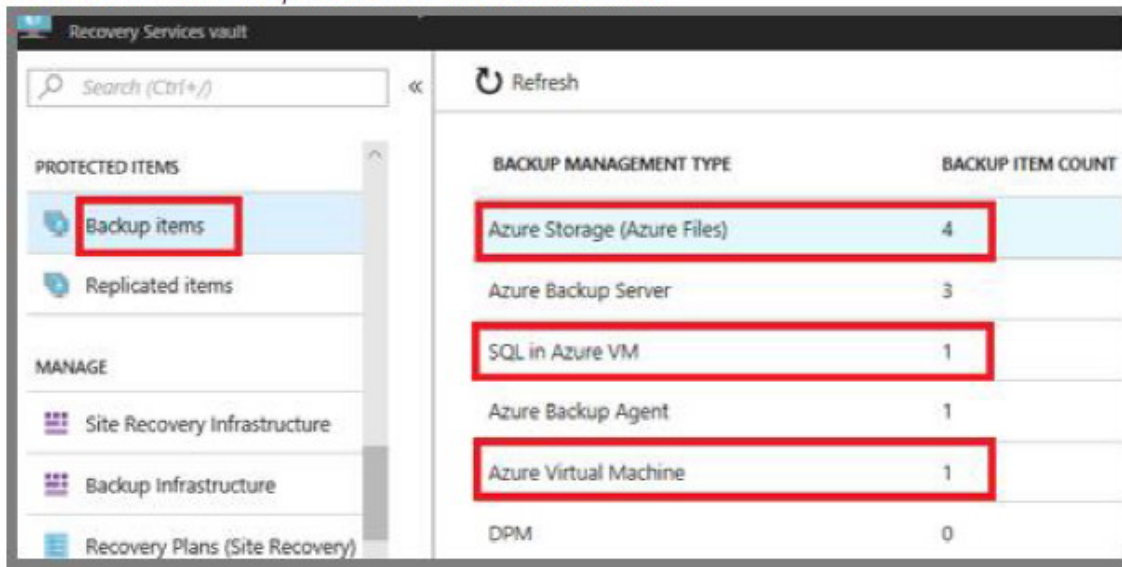 Recovery Services vault
Search (Ctrl+/)
«
Refresh
PROTECTED ITEMS
Backup items
Replicated items
MANAGE
Site Recovery Infrastructure
Backup Infrastructure
Recovery Plans (Site Recovery)
BACKUP MANAGEMENT TYPE BACKUP ITEM COUNT
Azure Storage (Azure Files) 4
Azure Backup Server 3
SQL in Azure VM 1
Azure Backup Agent 1
Azure Virtual Machine 1
DPM 0